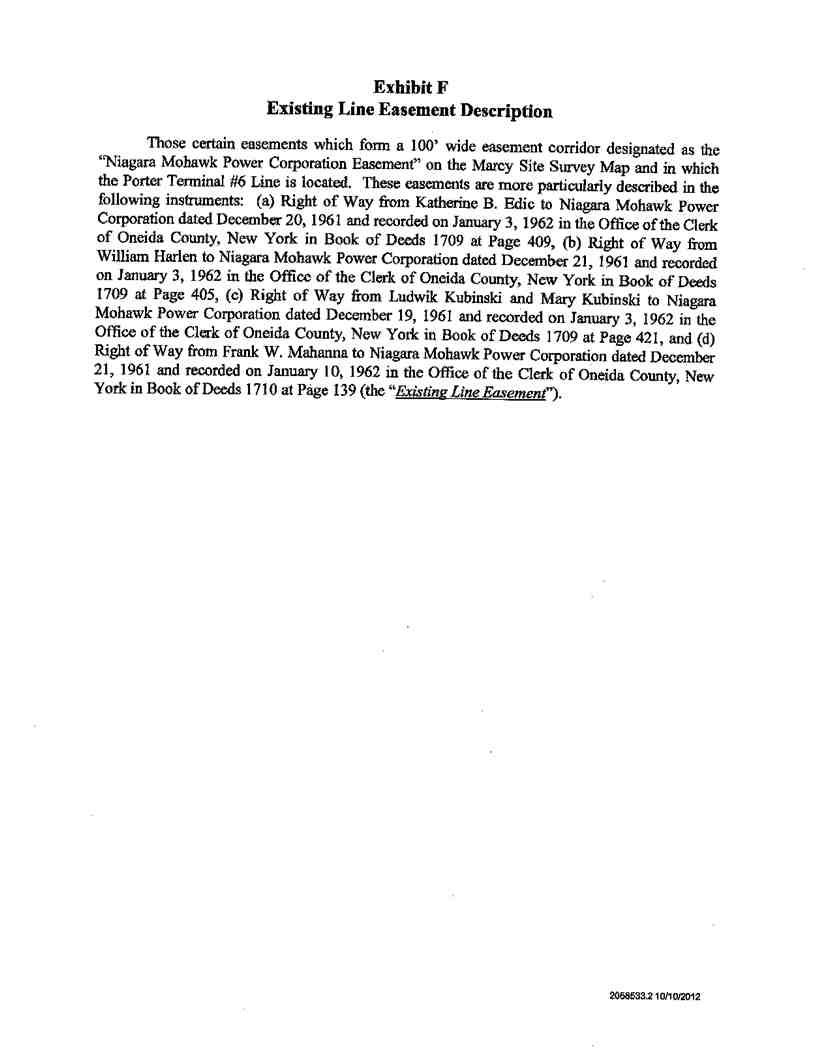 Exhibit F
Existing Line Easement Description
Those certain easements which form a 100' wide easement corridor designated as the
"Niagara Mohawk Power Corporation Easement" on the Marcy Site Survey Map and in which
the Porter Terminal #6 Line is located. These easements are more particularly described in the
following instruments: (a) Right of Way from Katherine B. Edic to Niagara Mohawk Power
Corporation dated December 20, 1961 and recorded on January 3, 1962 in the Office of the Clerk
of Oneida County, New York in Book of Deeds 1709 at Page 409, (b) Right of Way from
William Harlen to Niagara Mohawk Power Corporation dated December 21, 1961 and recorded
on January 3, 1962 in the Office of the Clerk of Oneida County, New York in Book of Deeds
1709 at Page 405, (c) Right of Way from Ludwik Kubinski and Mary Kubinski to Niagara
Mohawk Power Corporation dated December 19, 1961 and recorded on January 3, 1962 in the
Office of the Clerk of Oneida County, New York in Book of Deeds 1709 at Page 421, and (d)
Right of Way from Frank W. Mahanna to Niagara Mohawk Power Corporation dated December
21, 1961 and recorded on January 10, 1962 in the Office of the Clerk of Oneida County, New
York in Book of Deeds 1710 at Page 139 (the "Existing Line Easement").
2058533.2 10/10/2012